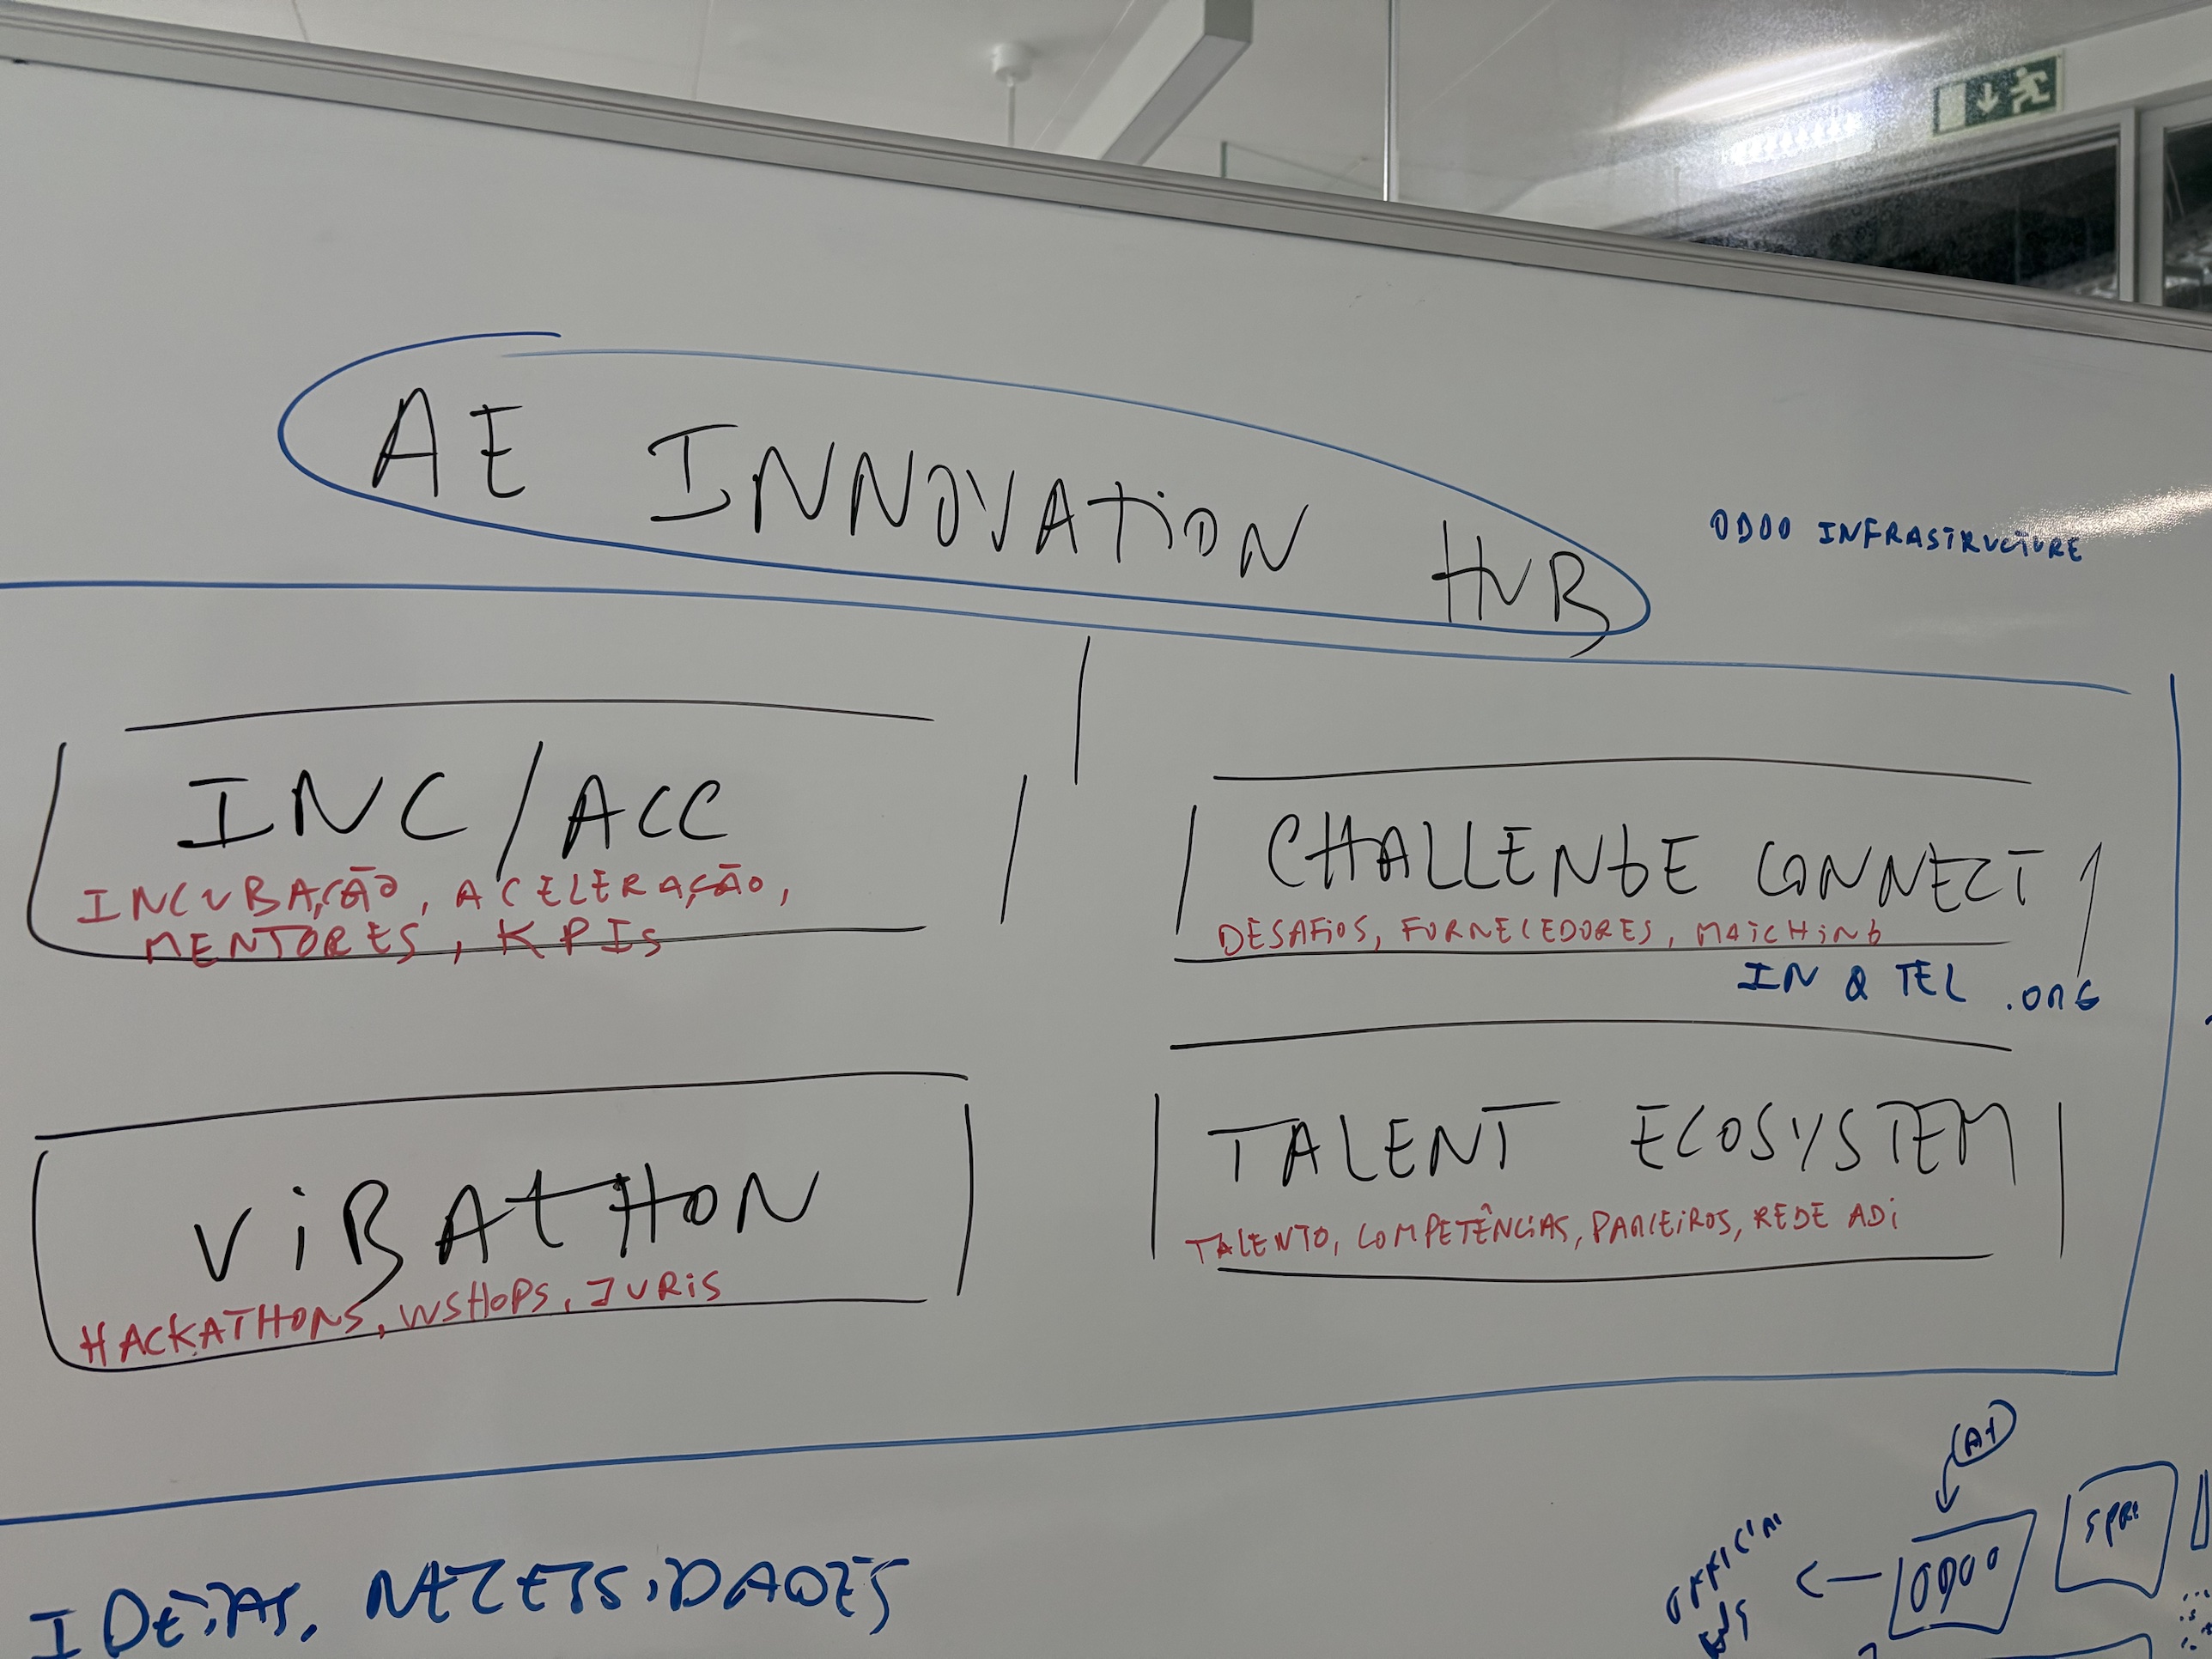 AE INNOVATION HUB
ODOO INFRASTRUCTURE
INC/ACC
INCUBAÇÃO, ACELERAÇÃO,
MENTORES, KPIs
CHALLENGE CONNECT
DESAFIOS, FORNECEDORES, MATCHING
IN Q TEL .ORG
VIBATHON
HACKATHONS, WSHOPS, JURIS
TALENT ECOSYSTEM
TALENTO, COMPETÊNCIAS, PARCEIROS, REDE ADI
IDEIAS, NECESSIDADES
ODOO